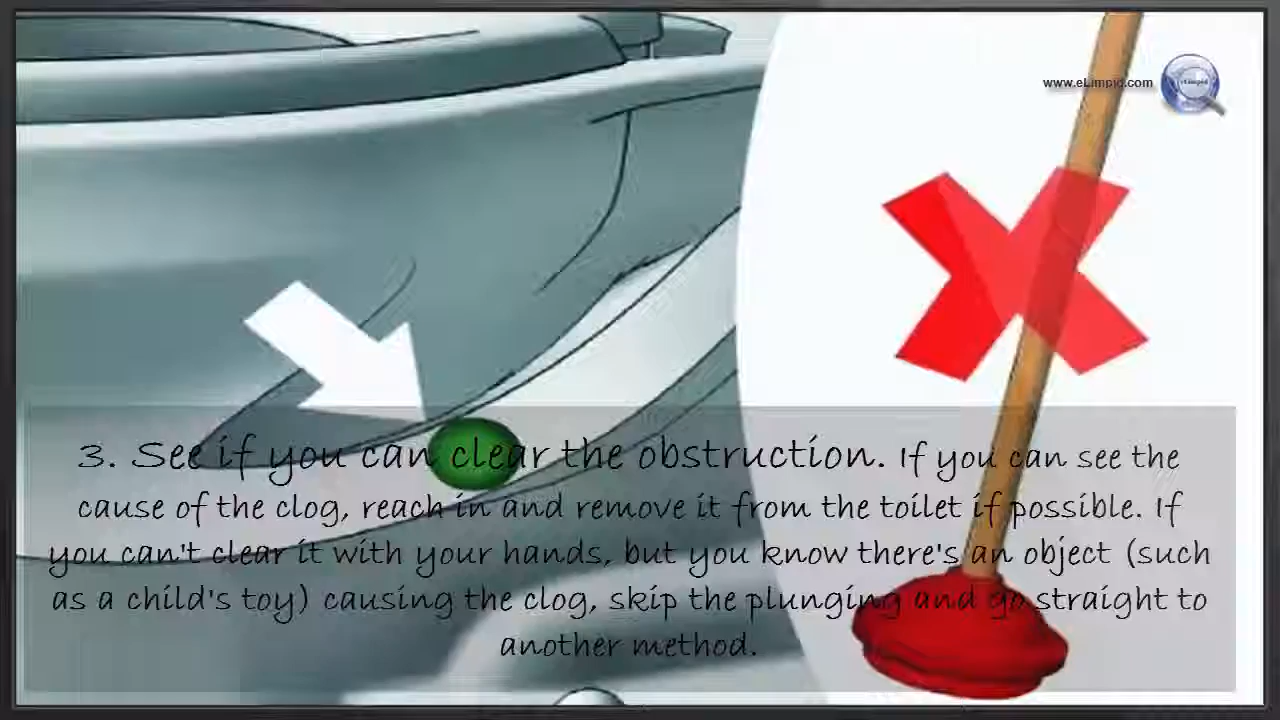 www.eLimpid.com
eLimpid
3. See if you can clear the obstruction. If you can see the
cause of the clog, reach in and remove it from the toilet if possible. If
you can't clear it with your hands, but you know there's an object (such
as a child's toy) causing the clog, skip the plunging and go straight to
another method.